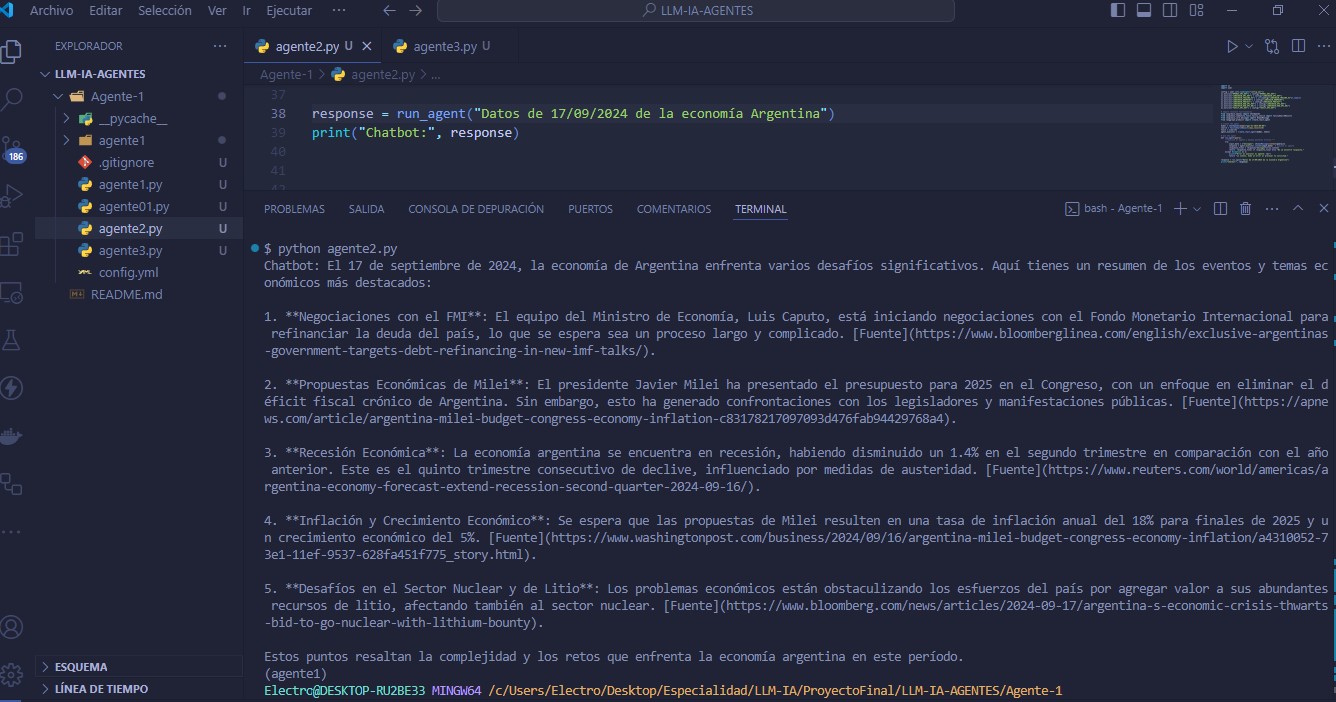 Archivo Editar Selección Ver Ir Ejecutar ··· LLM-IA-AGENTES
EXPLORADOR ···
LLM-IA-AGENTES
Agente-1
__pycache__
agente1
.gitignore U
agente1.py U
agente01.py U
agente2.py U
agente3.py U
config.yml
README.md
186
ESQUEMA
LÍNEA DE TIEMPO
agente2.py U agente3.py U
Agente-1 > agente2.py > ...
37
38 response = run_agent("Datos de 17/09/2024 de la economía Argentina")
39 print("Chatbot:", response)
40
41
42
PROBLEMAS SALIDA CONSOLA DE DEPURACIÓN PUERTOS COMENTARIOS TERMINAL bash - Agente-1
$ python agente2.py
Chatbot: El 17 de septiembre de 2024, la economía de Argentina enfrenta varios desafíos significativos. Aquí tienes un resumen de los eventos y temas ec
onómicos más destacados:
1. **Negociaciones con el FMI**: El equipo del Ministro de Economía, Luis Caputo, está iniciando negociaciones con el Fondo Monetario Internacional para
refinanciar la deuda del país, lo que se espera sea un proceso largo y complicado. [Fuente](https://www.bloomberglinea.com/english/exclusive-argentinas
-government-targets-debt-refinancing-in-new-imf-talks/).
2. **Propuestas Económicas de Milei**: El presidente Javier Milei ha presentado el presupuesto para 2025 en el Congreso, con un enfoque en eliminar el d
éficit fiscal crónico de Argentina. Sin embargo, esto ha generado confrontaciones con los legisladores y manifestaciones públicas. [Fuente](https://apne
ws.com/article/argentina-milei-budget-congress-economy-inflation-c83178217097093d476fab94429768a4).
3. **Recesión Económica**: La economía argentina se encuentra en recesión, habiendo disminuido un 1.4% en el segundo trimestre en comparación con el año
anterior. Este es el quinto trimestre consecutivo de declive, influenciado por medidas de austeridad. [Fuente](https://www.reuters.com/world/americas/a
rgentina-economy-forecast-extend-recession-second-quarter-2024-09-16/).
4. **Inflación y Crecimiento Económico**: Se espera que las propuestas de Milei resulten en una tasa de inflación anual del 18% para finales de 2025 y u
n crecimiento económico del 5%. [Fuente](https://www.washingtonpost.com/business/2024/09/16/argentina-milei-budget-congress-economy-inflation/a4310052-7
3e1-11ef-9537-628fa451f775_story.html).
5. **Desafíos en el Sector Nuclear y de Litio**: Los problemas económicos están obstaculizando los esfuerzos del país por agregar valor a sus abundantes
recursos de litio, afectando también al sector nuclear. [Fuente](https://www.bloomberg.com/news/articles/2024-09-17/argentina-s-economic-crisis-thwarts
-bid-to-go-nuclear-with-lithium-bounty).
Estos puntos resaltan la complejidad y los retos que enfrenta la economía argentina en este período.
(agente1)
Electro@DESKTOP-RU2BE33 MINGW64 /c/Users/Electro/Desktop/Especialidad/LLM-IA/ProyectoFinal/LLM-IA-AGENTES/Agente-1